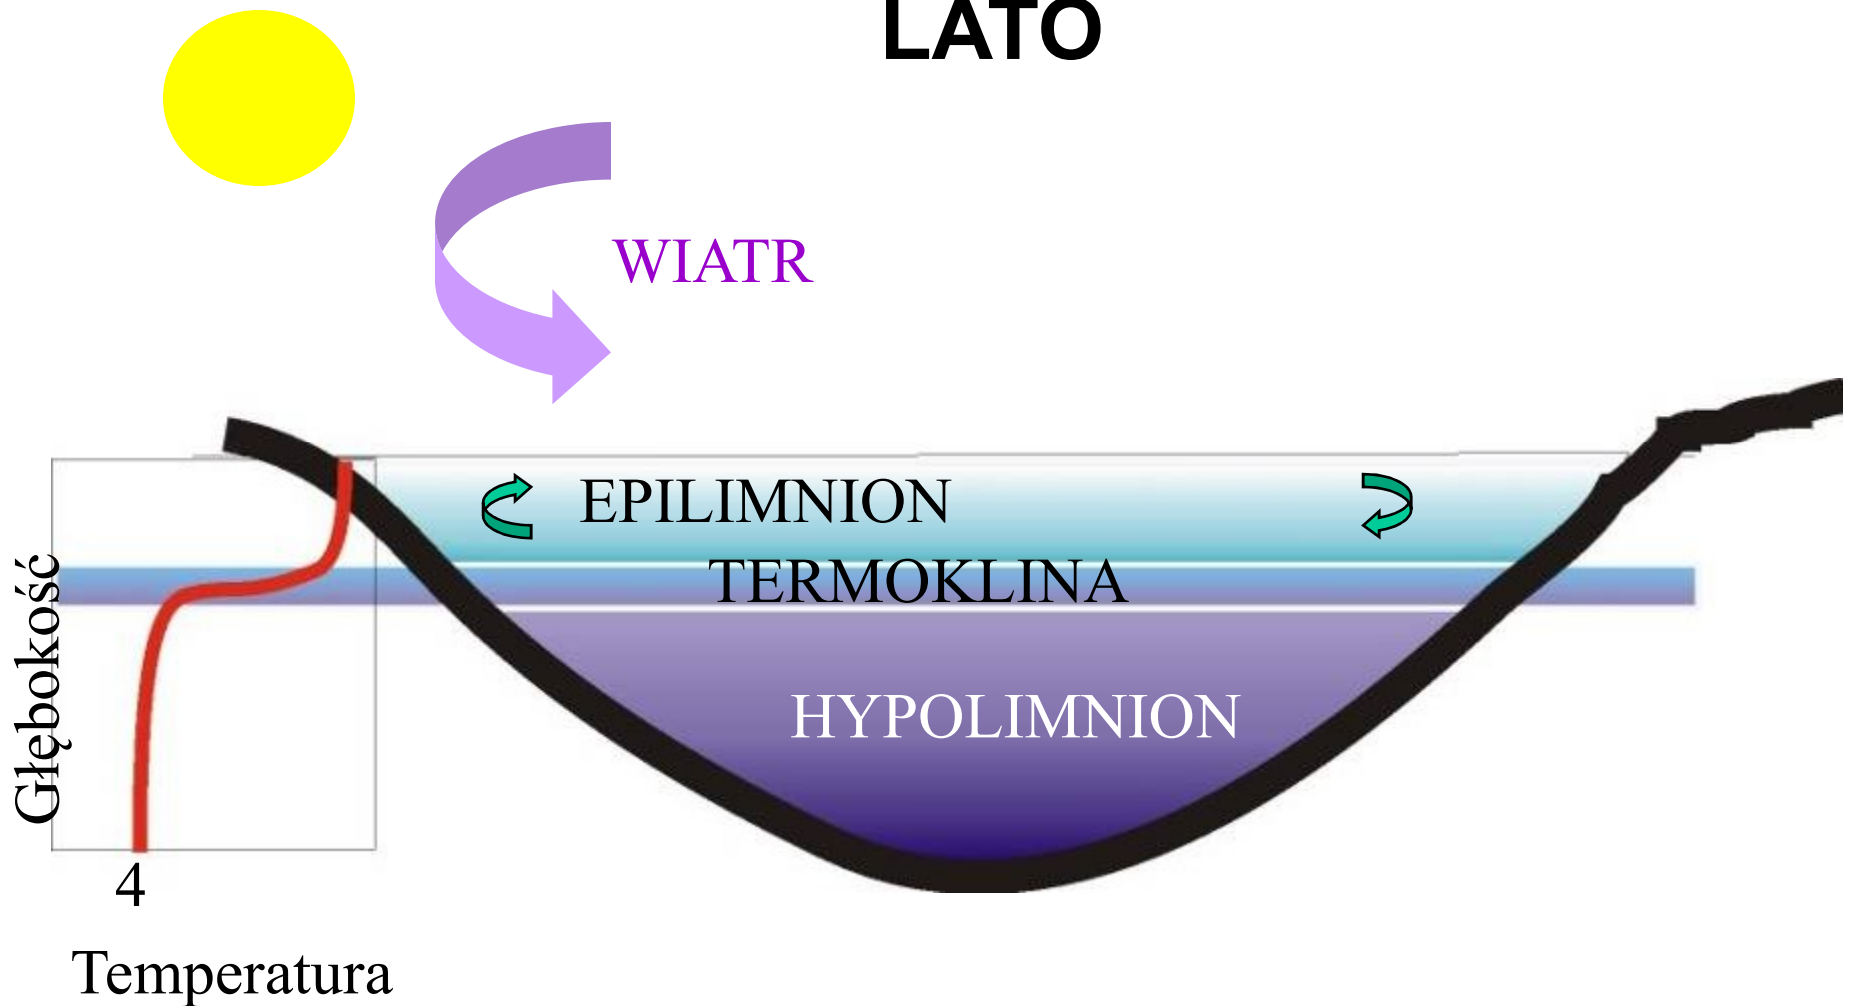 LATO
WIATR
EPILIMNION
TERMOKLINA
HYPOLIMNION
Głębokość
4
Temperatura